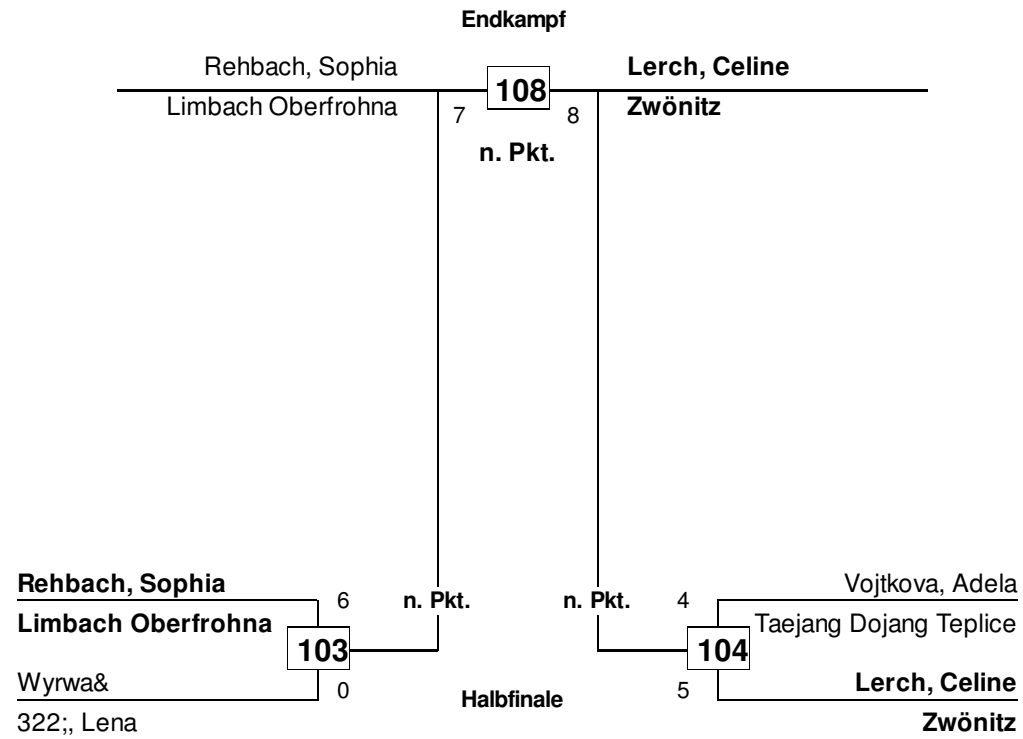 Endkampf
Rehbach, Sophia
Limbach Oberfrohna
108
Lerch, Celine
Zwönitz
7
8
n. Pkt.
Rehbach, Sophia
Limbach Oberfrohna
6
n. Pkt.
n. Pkt.
4
Vojtkova, Adela
Taejang Dojang Teplice
103
104
Wyrwa&
322;, Lena
0
Halbfinale
5
Lerch, Celine
Zwönitz